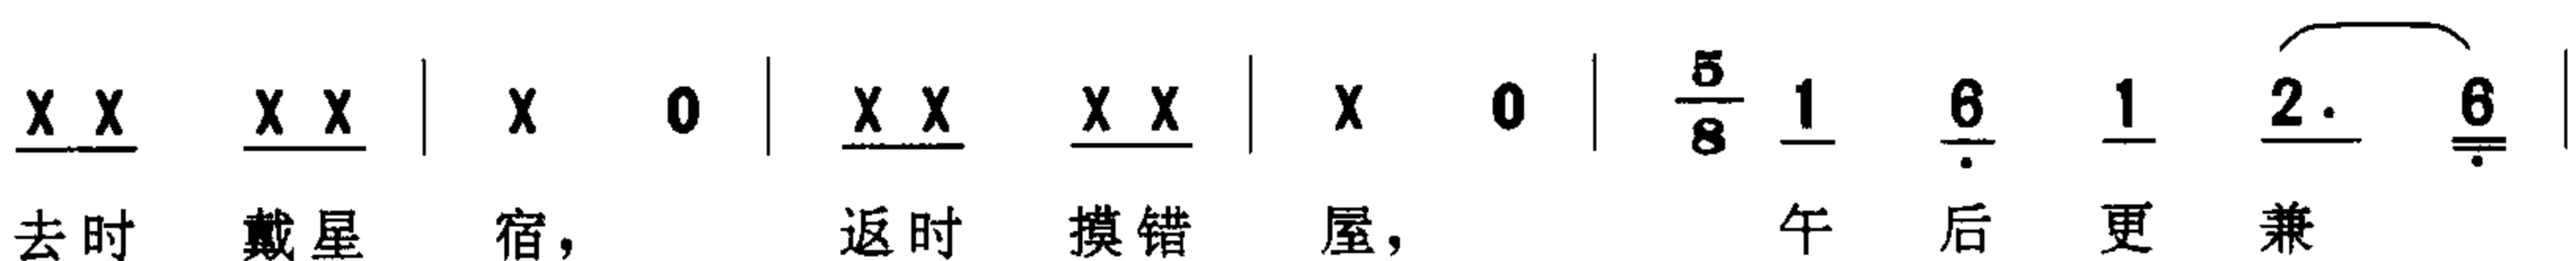 X X X X | X 0 | X X X X | X 0 | 5/8 1 6 1 2. 6 |
去时 戴星 宿， 返时 摸错 屋， 午 后 更 兼